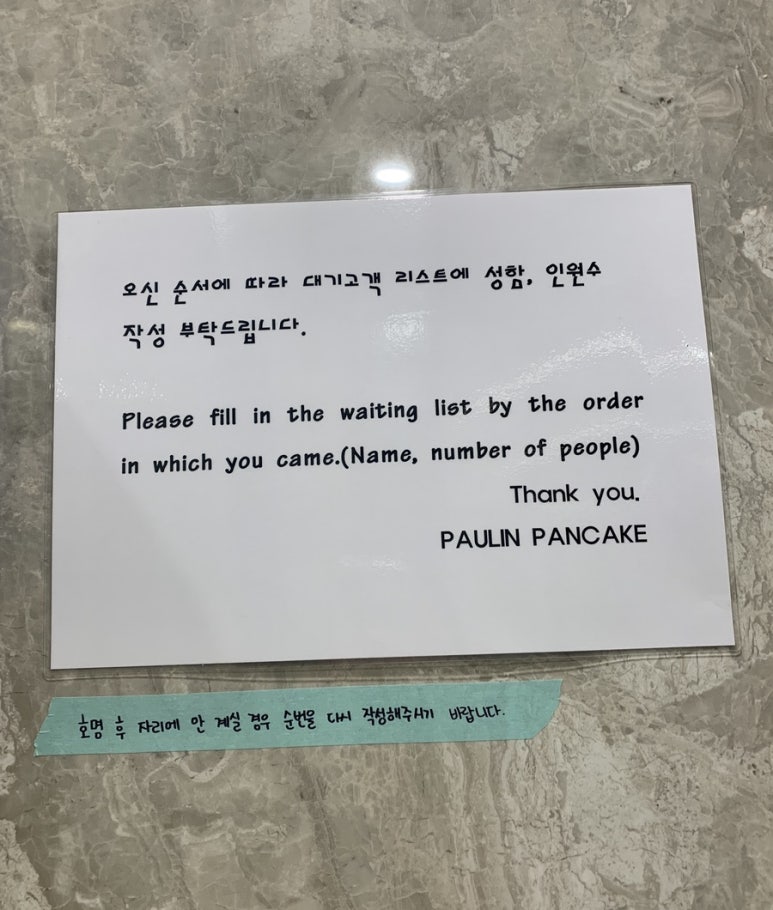 오신 순서에 따라 대기고객 리스트에 성함, 인원수
작성 부탁드립니다.
Please fill in the waiting list by the order
in which you came.(Name, number of people)
Thank you.
PAULIN PANCAKE
호명 후 자리에 안 계실 경우 순번을 다시 작성해주시기 바랍니다.